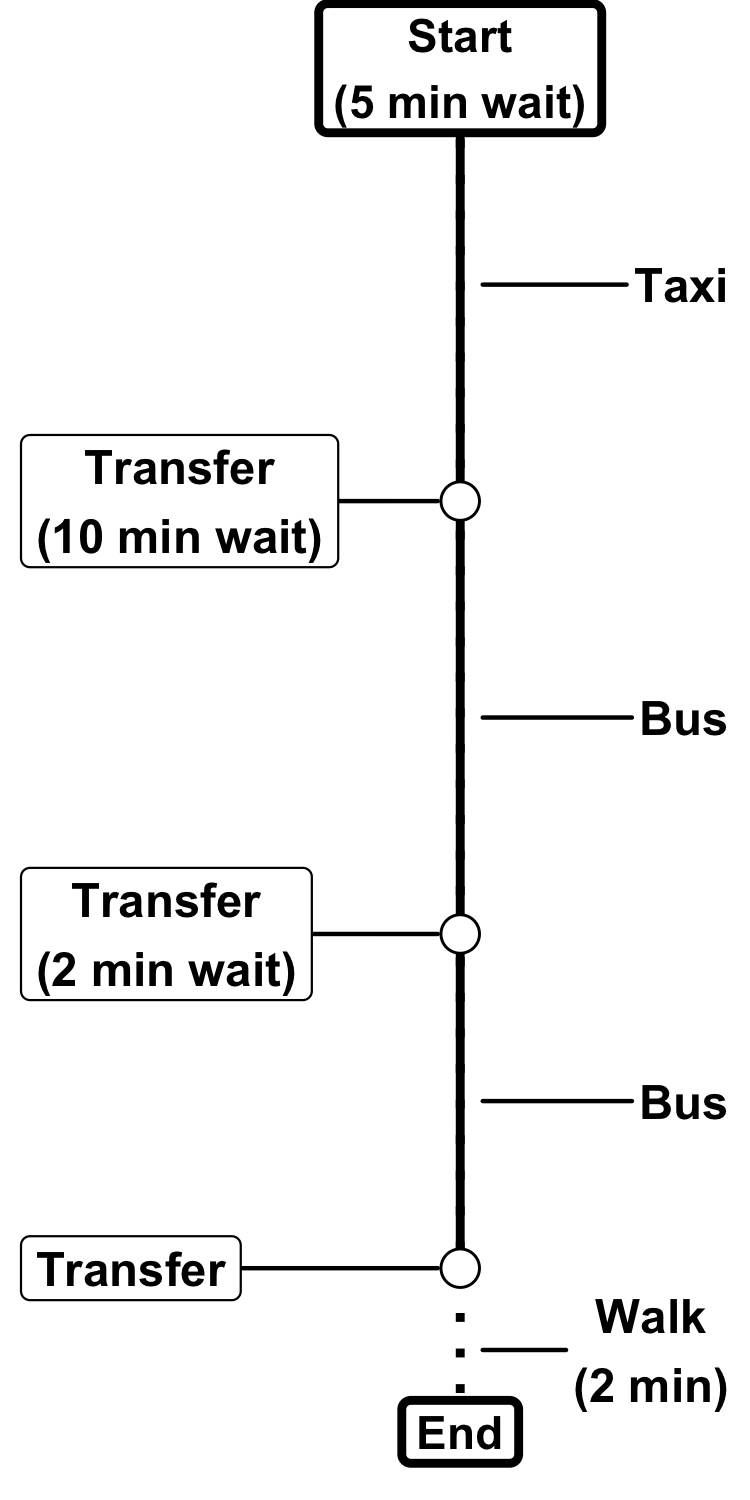 Start
(5 min wait)
Taxi
Transfer
(10 min wait)
Bus
Transfer
(2 min wait)
Bus
Transfer
Walk
(2 min)
End